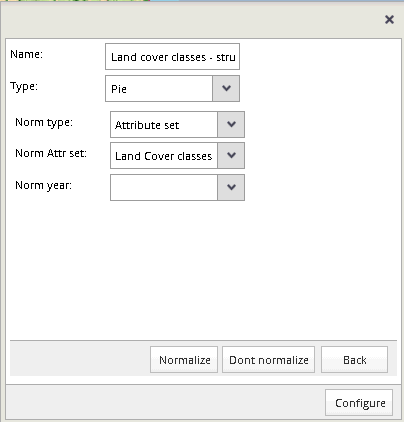 Name: Land cover classes - stru
Type: Pie
Norm type: Attribute set
Norm Attr set: Land Cover classes
Norm year:
Normalize Dont normalize Back
Configure